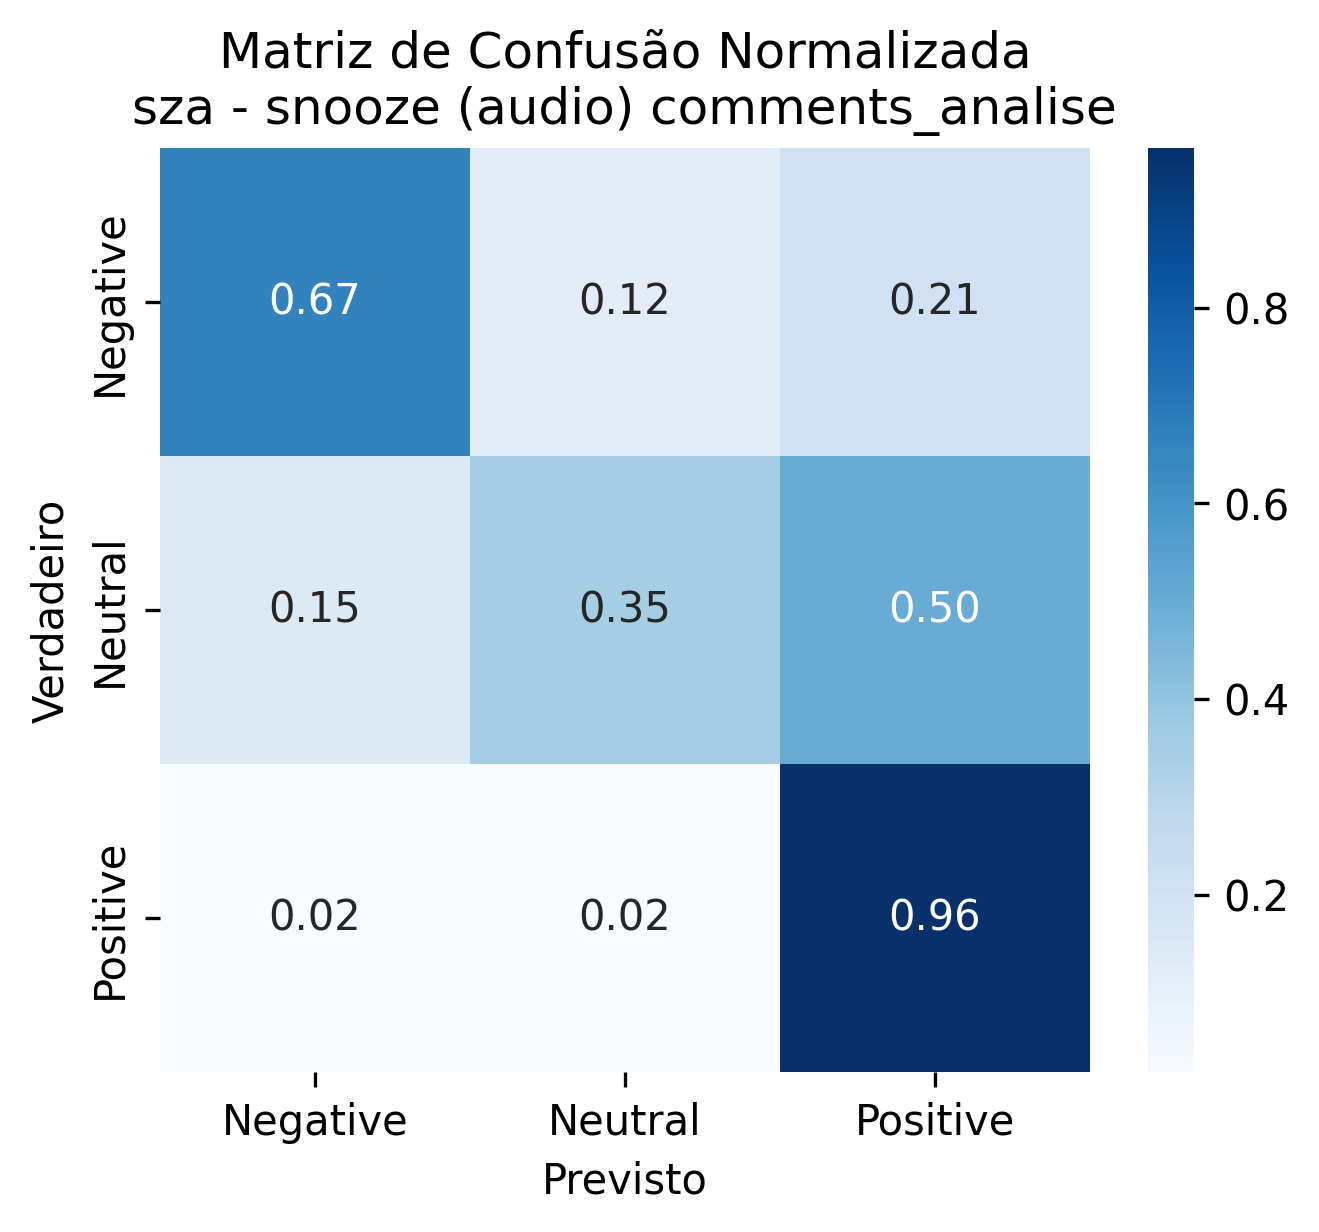 Matriz de Confusão Normalizada
sza - snooze (audio) comments_analise
Verdadeiro
Negative
0.67 0.12 0.21
Neutral
0.15 0.35 0.50
Positive
0.02 0.02 0.96
Negative Neutral Positive
Previsto
0.8
0.6
0.4
0.2